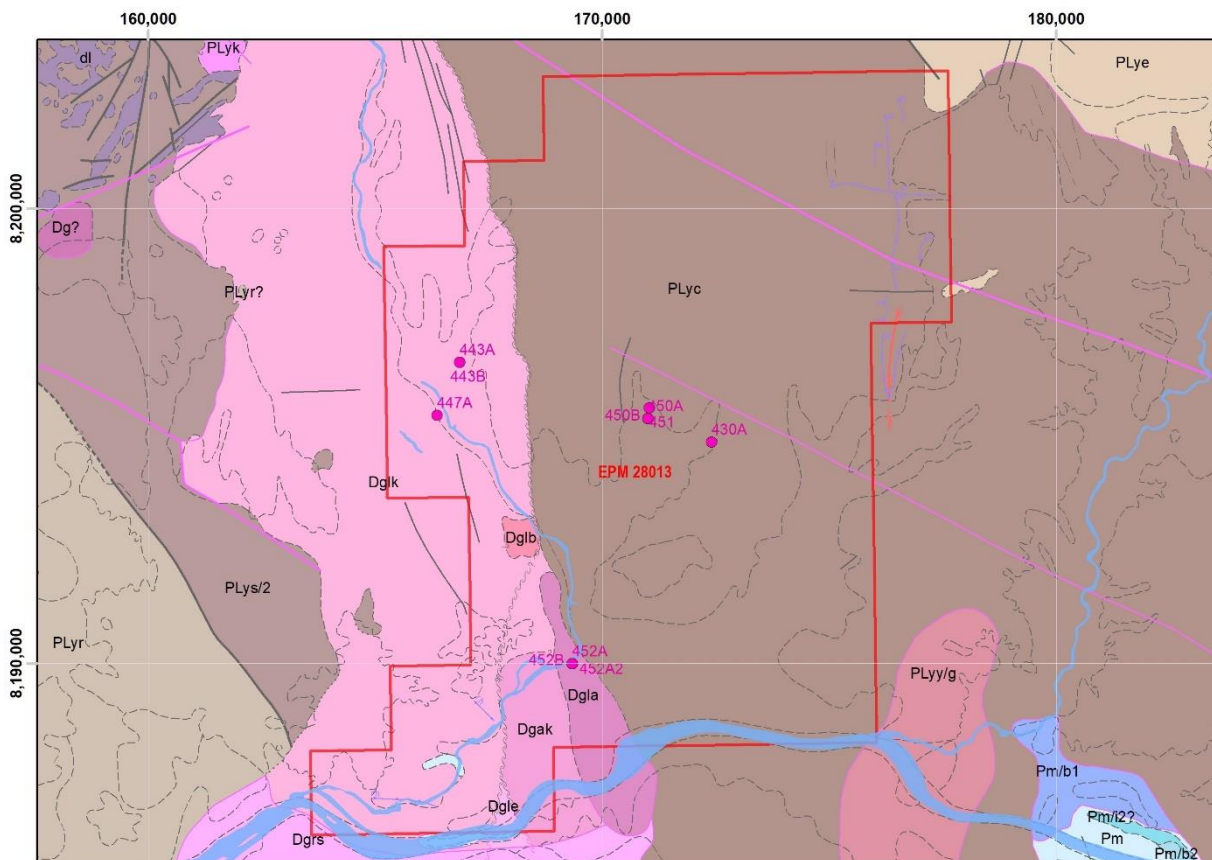 160,000
170,000
180,000
dl
PLyk
PLye
8,200,000
Dg?
PLyr?
PLyc
443A
443B
447A
450A
450B
451
430A
EPM 28013
Dglk
Dglb
PLys/2
PLyr
8,190,000
452A
452B
452A2
Dgla
PLyy/g
Dgak
Pm/b1
Dgle
Dgrs
Pm/i2?
Pm
Pm/b2